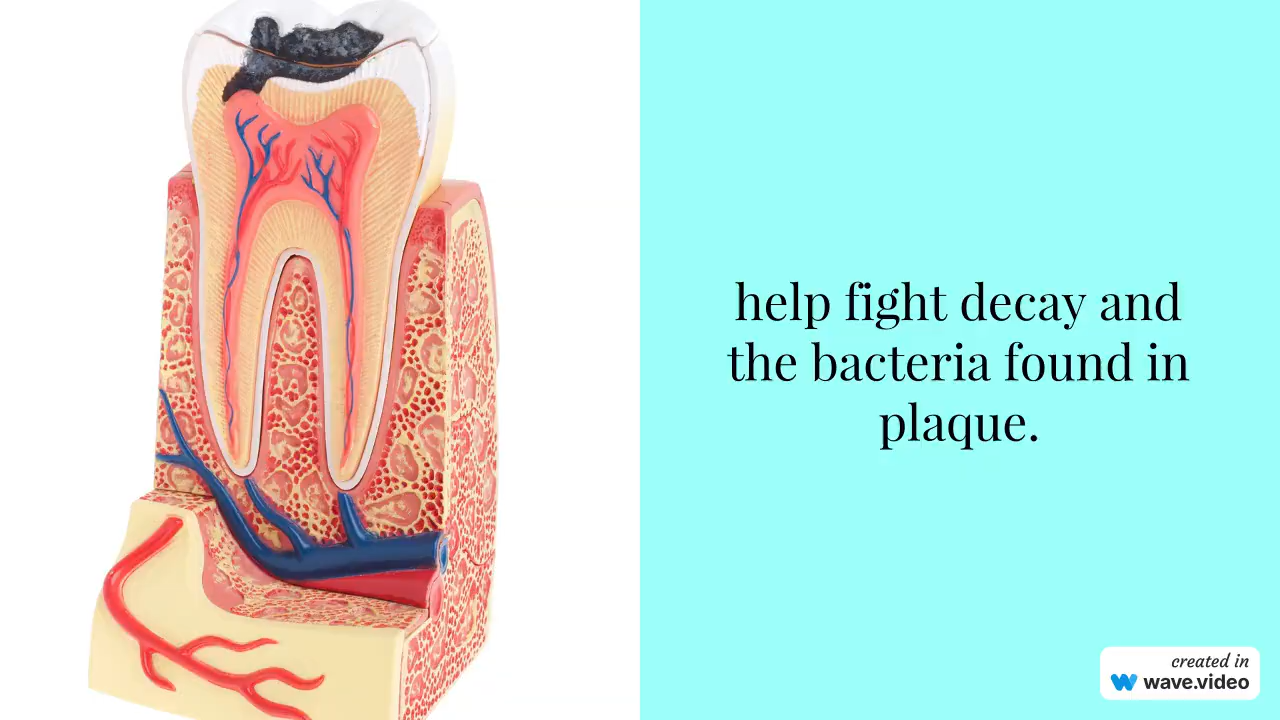 help fight decay and
the bacteria found in
plaque.
created in
wave.video